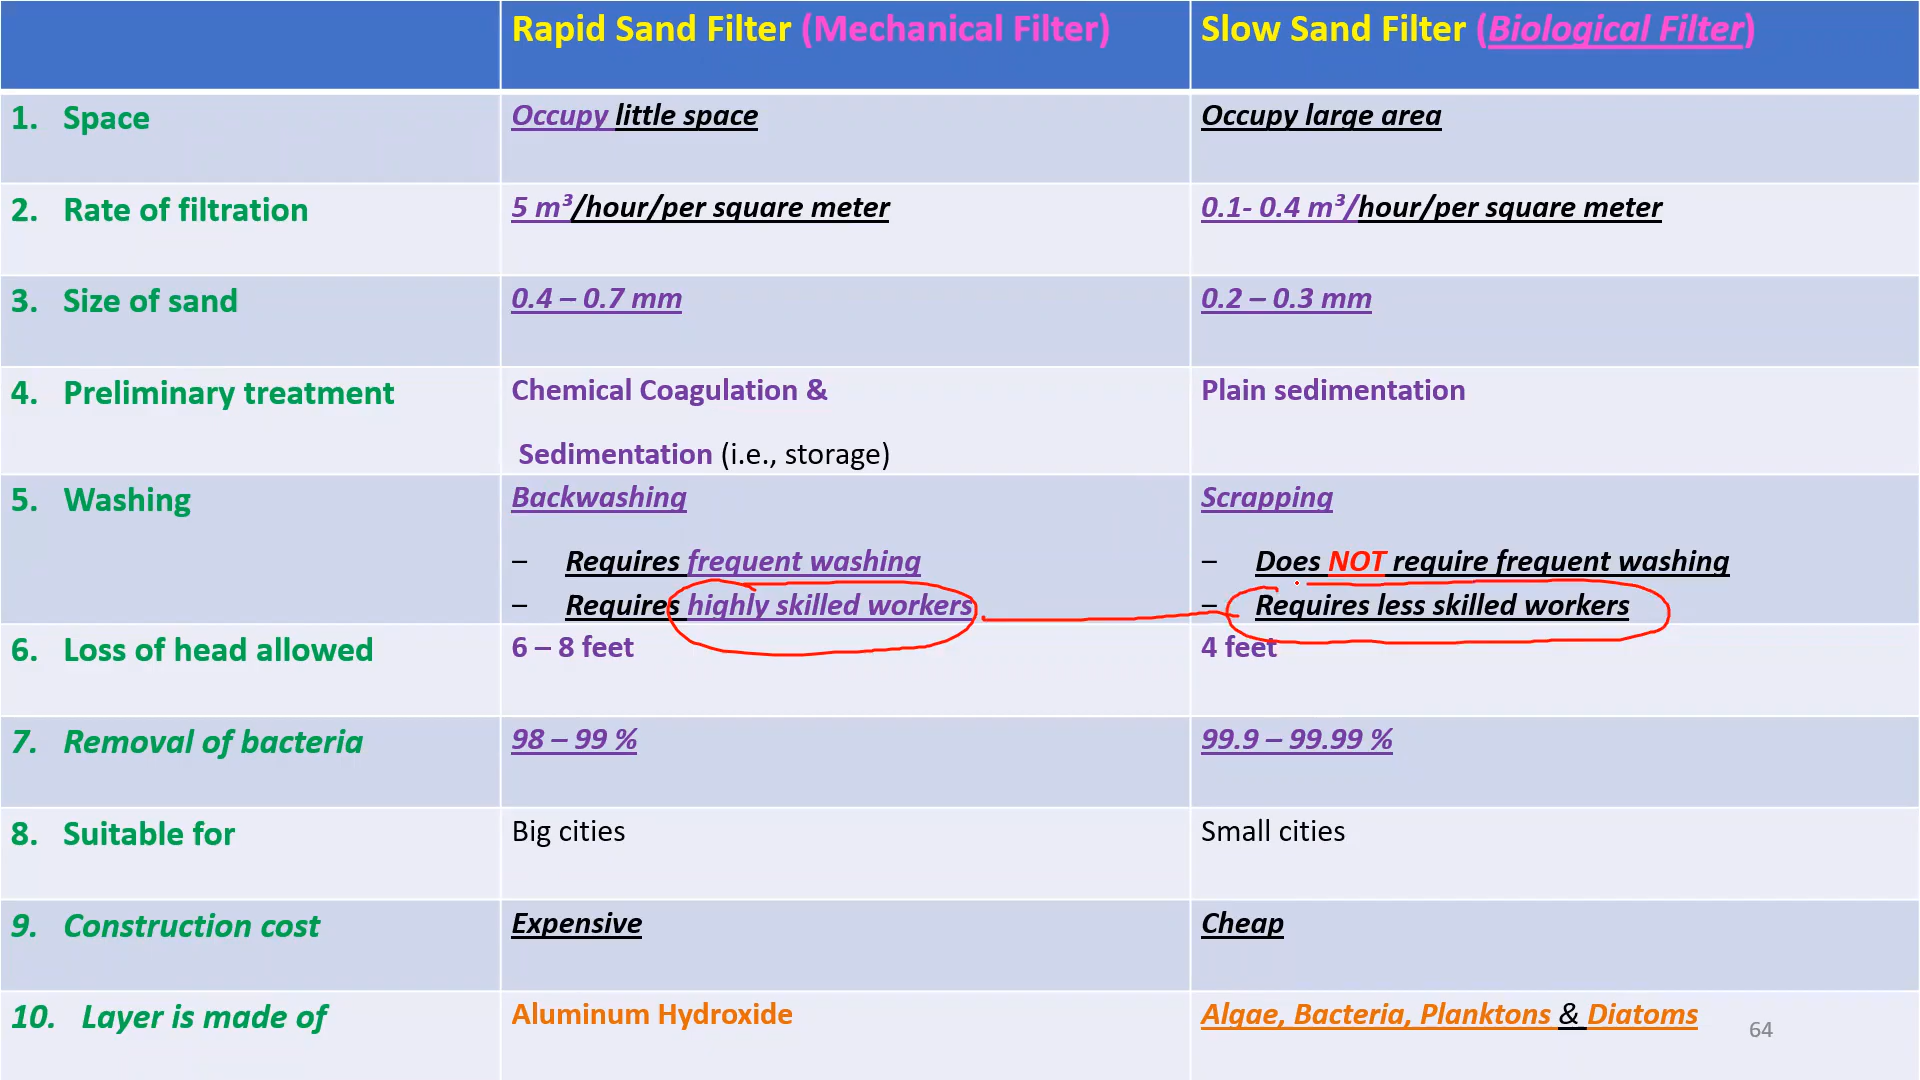 Rapid Sand Filter (Mechanical Filter)
Slow Sand Filter (Biological Filter)
1. Space
Occupy little space
Occupy large area
2. Rate of filtration
5 m³/hour/per square meter
0.1- 0.4 m³/hour/per square meter
3. Size of sand
0.4 – 0.7 mm
0.2 – 0.3 mm
4. Preliminary treatment
Chemical Coagulation &
Sedimentation (i.e., storage)
Plain sedimentation
5. Washing
Backwashing
– Requires frequent washing
– Requires highly skilled workers
Scrapping
– Does NOT require frequent washing
– Requires less skilled workers
6. Loss of head allowed
6 – 8 feet
4 feet
7. Removal of bacteria
98 – 99 %
99.9 – 99.99 %
8. Suitable for
Big cities
Small cities
9. Construction cost
Expensive
Cheap
10. Layer is made of
Aluminum Hydroxide
Algae, Bacteria, Planktons & Diatoms
64